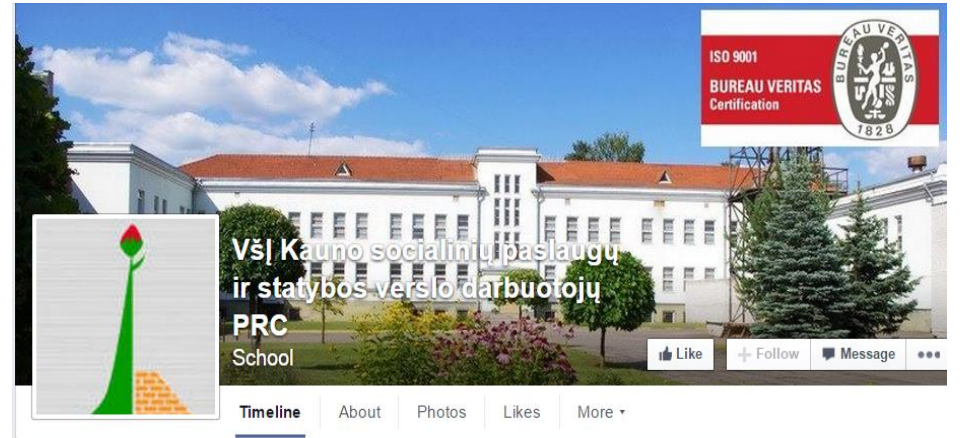 ISO 9001
BUREAU VERITAS
Certification
BUREAU VERITAS
1828
VšĮ Kauno socialinių paslaugų
ir statybos verslo darbuotojų
PRC
School
Like
Follow
Message
Timeline
About
Photos
Likes
More